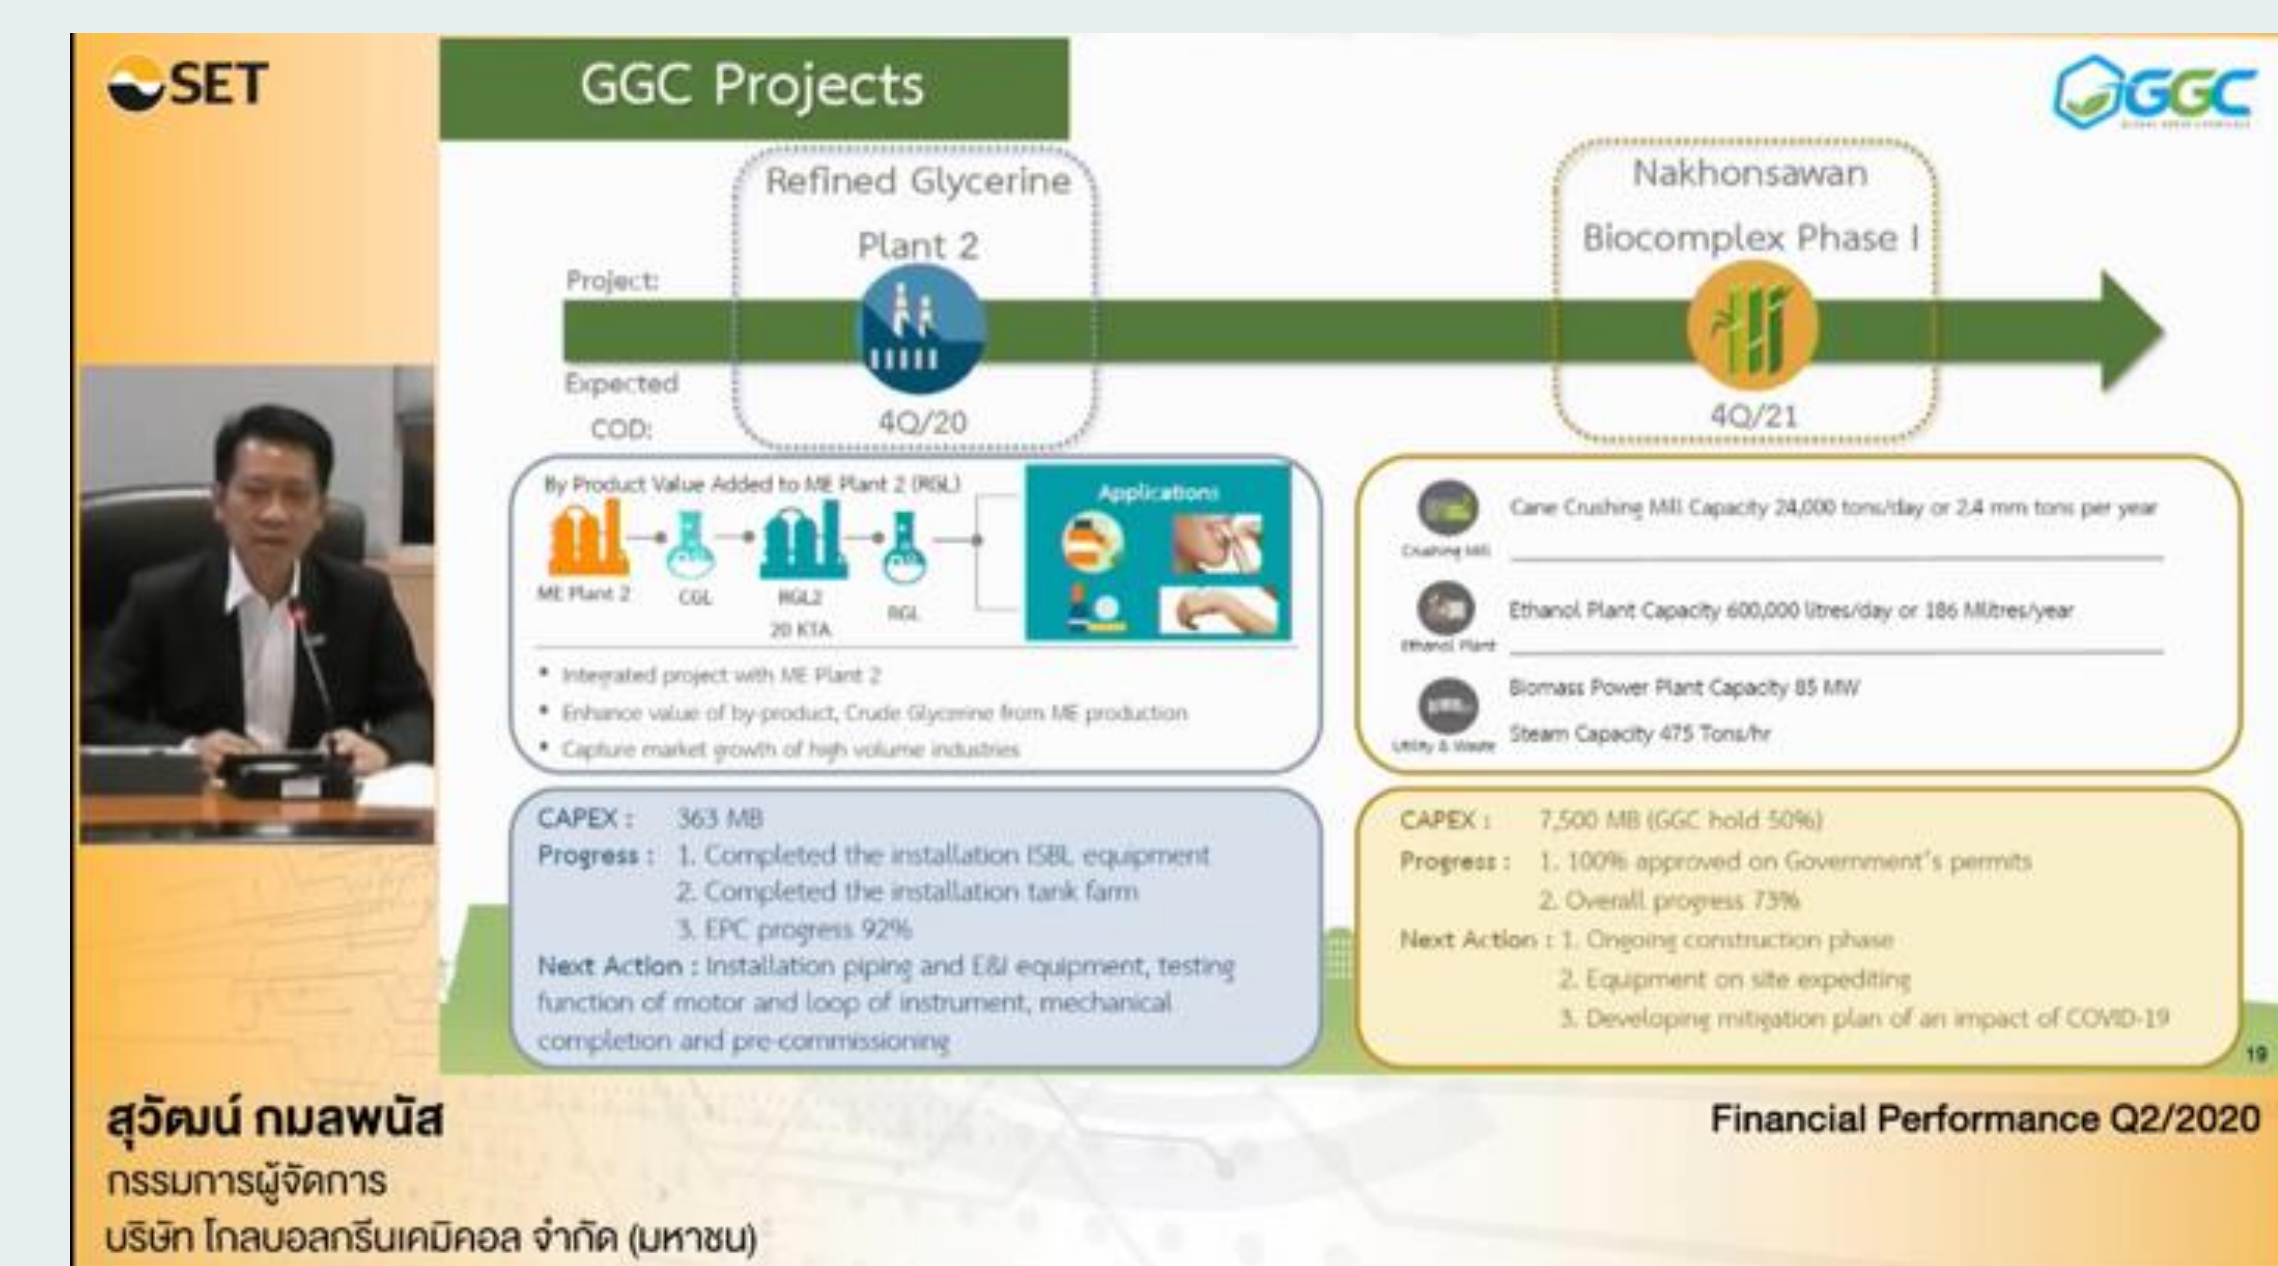 SET
GGC Projects
GGC
Refined Glycerine
Plant 2
Nakhonsawan
Biocomplex Phase I
Project:
Expected
COD:
4Q/20
4Q/21
By Product Value Added to ME Plant 2 (RGL)
Applications
ME Plant 2
CGL
RGL2
20 KTA
RGL
• Integrated project with ME Plant 2
• Enhance value of by-product, Crude Glycerine from ME production
• Capture market growth of high volume industries
Cane Crushing Mill Capacity 24,000 tons/day or 2.4 mm tons per year
Crushing Mill
Ethanol Plant Capacity 600,000 litres/day or 186 Mlitres/year
Ethanol Plant
Biomass Power Plant Capacity 85 MW
Steam Capacity 475 Tons/hr
Utility & Waste
CAPEX : 363 MB
Progress : 1. Completed the installation ISBL equipment
2. Completed the installation tank farm
3. EPC progress 92%
Next Action : Installation piping and E&I equipment, testing
function of motor and loop of instrument, mechanical
completion and pre-commissioning
CAPEX : 7,500 MB (GGC hold 50%)
Progress : 1. 100% approved on Government's permits
2. Overall progress 73%
Next Action : 1. Ongoing construction phase
2. Equipment on site expediting
3. Developing mitigation plan of an impact of COVID-19
19
สุวัฒน์ กมลพนัส
กรรมการผู้จัดการ
บริษัท โกลบอลกรีนเคมิคอล จำกัด (มหาชน)
Financial Performance Q2/2020